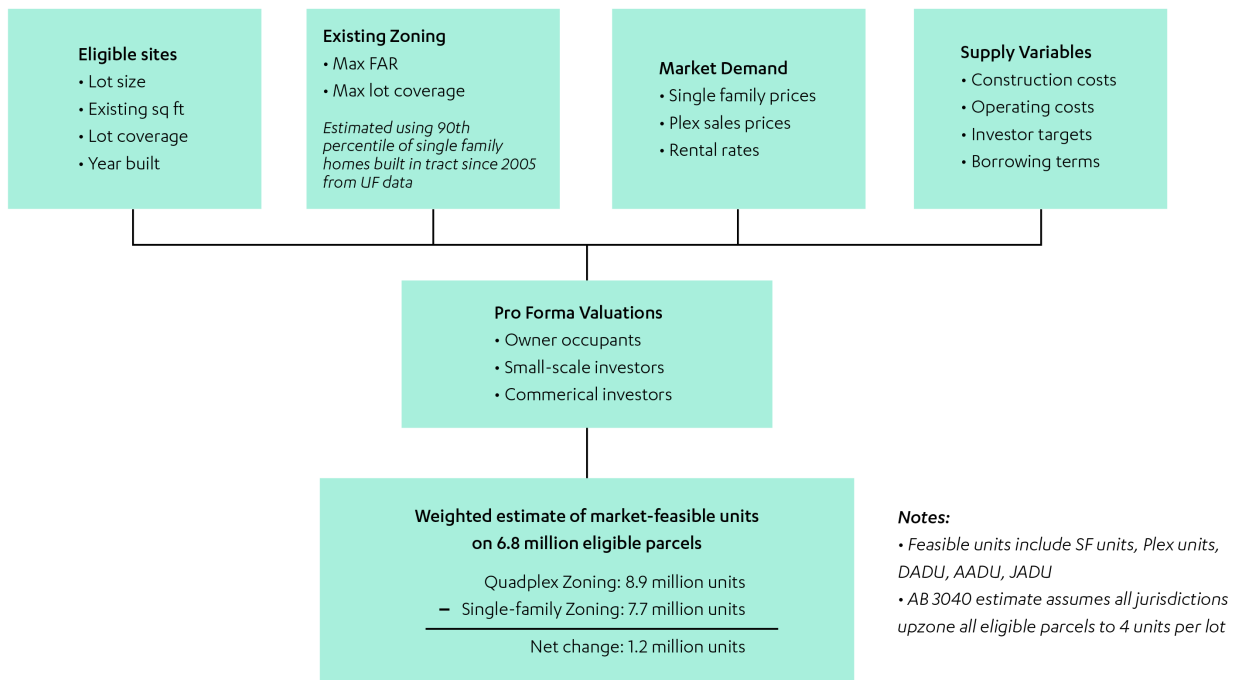 Eligible sites
• Lot size
• Existing sq ft
• Lot coverage
• Year built
Existing Zoning
• Max FAR
• Max lot coverage
Estimated using 90th
percentile of single family
homes built in tract since 2005
from UF data
Market Demand
• Single family prices
• Plex sales prices
• Rental rates
Supply Variables
• Construction costs
• Operating costs
• Investor targets
• Borrowing terms
Pro Forma Valuations
• Owner occupants
• Small-scale investors
• Commerical investors
Weighted estimate of market-feasible units
on 6.8 million eligible parcels
Quadplex Zoning: 8.9 million units
– Single-family Zoning: 7.7 million units
Net change: 1.2 million units
Notes:
• Feasible units include SF units, Plex units,
DADU, AADU, JADU
• AB 3040 estimate assumes all jurisdictions
upzone all eligible parcels to 4 units per lot